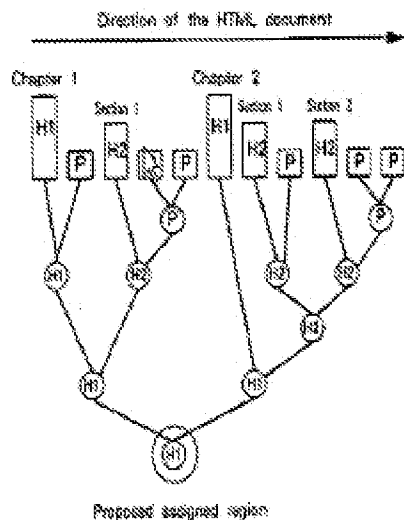 Direction of the HTML document
Chapter 1 Chapter 2
Section 1 Section 1 Section 2
H1 P H2 P P H1 H2 P H2 P P
P P
H1 H2 H2 H2
H2
H1 H1
H1
Proposed assigned region